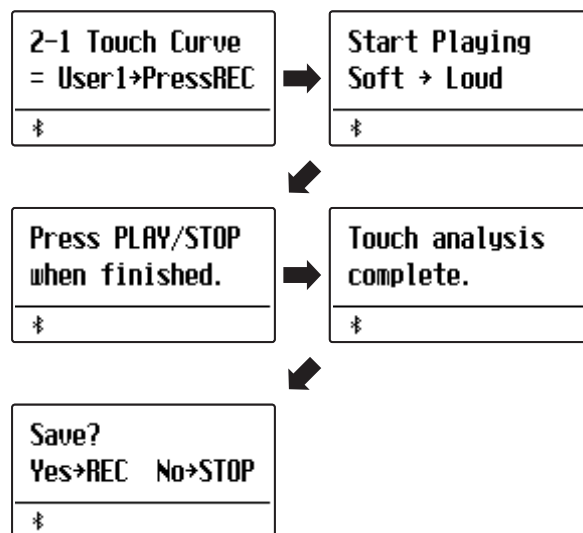 2-1 Touch Curve
= User1→PressREC
Start Playing
Soft → Loud
Press PLAY/STOP
when finished.
Touch analysis
complete.
Save?
Yes→REC No→STOP